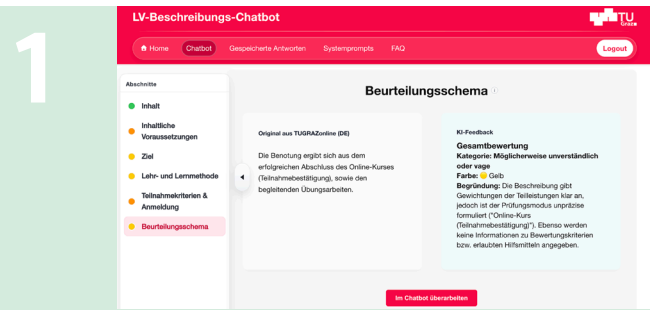 1
LV-Beschreibungs-Chatbot
TU
Graz
Home Chatbot Gespeicherte Antworten Systemprompts FAQ Logout
Abschnitte
Inhalt
Inhaltliche
Voraussetzungen
Ziel
Lehr- und Lernmethode
Teilnahmekriterien &
Anmeldung
Beurteilungsschema
Beurteilungsschema
Original aus TUGRAZonline (DE)
Die Benotung ergibt sich aus dem
erfolgreichen Abschluss des Online-Kurses
(Teilnahmebestätigung), sowie den
begleitenden Übungsarbeiten.
KI-Feedback
Gesamtbewertung
Kategorie: Möglicherweise unverständlich
oder vage
Farbe: Gelb
Begründung: Die Beschreibung gibt
Gewichtungen der Teilleistungen klar an,
jedoch ist der Prüfungsmodus unpräzise
formuliert ("Online-Kurs
(Teilnahmebestätigung)"). Ebenso werden
keine Informationen zu Bewertungskriterien
bzw. erlaubten Hilfsmitteln angegeben.
Im Chatbot überarbeiten